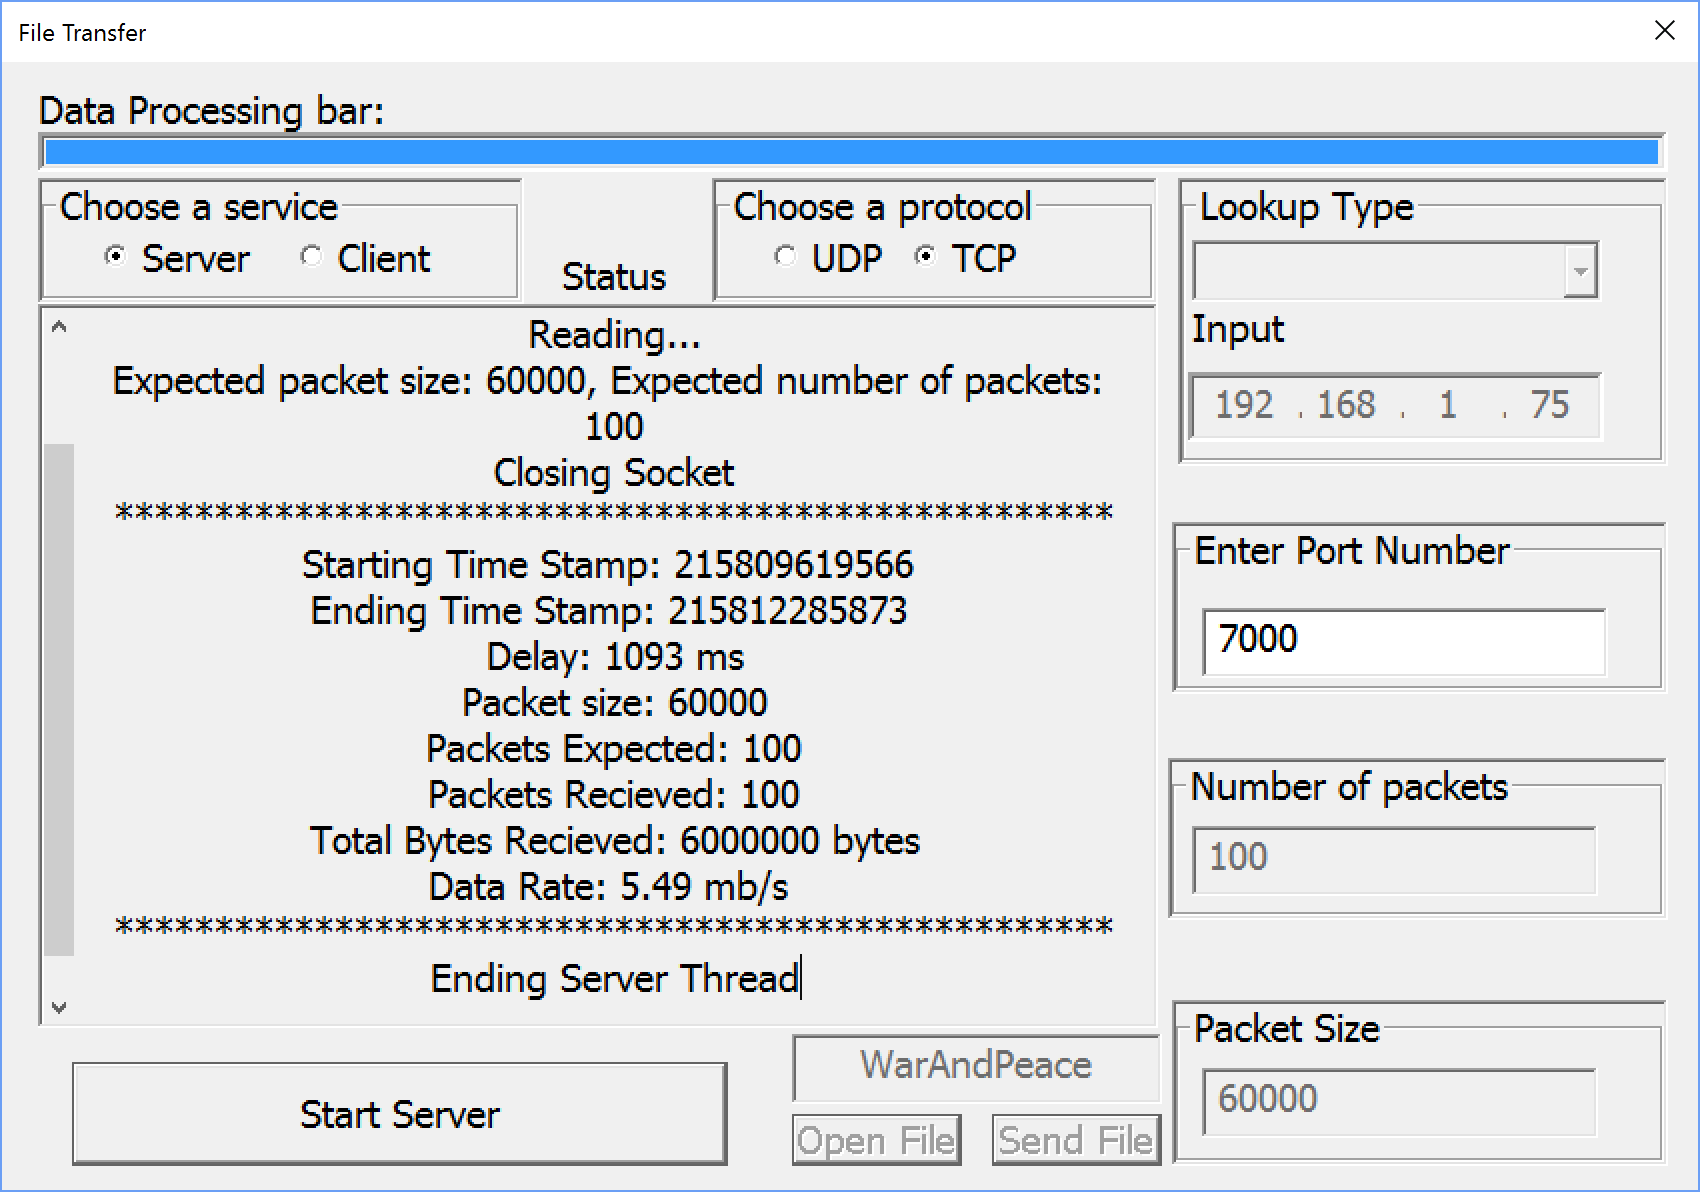 File Transfer
Data Processing bar:
Choose a service
Server Client
Status
Choose a protocol
UDP TCP
Lookup Type
Input
192 . 168 . 1 . 75
Reading...
Expected packet size: 60000, Expected number of packets:
100
Closing Socket
**************************************************
Starting Time Stamp: 215809619566
Ending Time Stamp: 215812285873
Delay: 1093 ms
Packet size: 60000
Packets Expected: 100
Packets Recieved: 100
Total Bytes Recieved: 6000000 bytes
Data Rate: 5.49 mb/s
**************************************************
Ending Server Thread
Enter Port Number
7000
Number of packets
100
Packet Size
60000
Start Server
WarAndPeace
Open File Send File